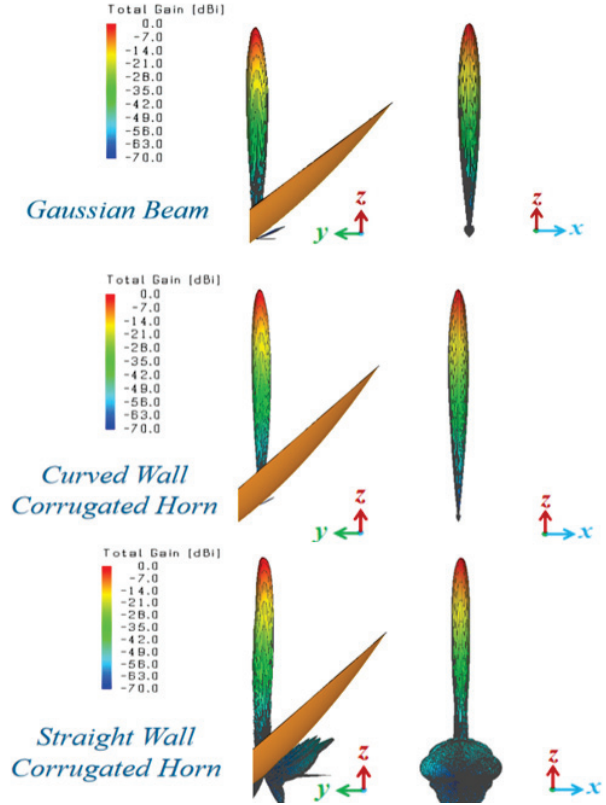 Total Gain [dBi]
0.0
-7.0
-14.0
-21.0
-28.0
-35.0
-42.0
-49.0
-56.0
-63.0
-70.0
Gaussian Beam
z
y
z
x
Total Gain [dBi]
0.0
-7.0
-14.0
-21.0
-28.0
-35.0
-42.0
-49.0
-56.0
-63.0
-70.0
Curved Wall
Corrugated Horn
z
y
z
x
Total Gain [dBi]
0.0
-7.0
-14.0
-21.0
-28.0
-35.0
-42.0
-49.0
-56.0
-63.0
-70.0
Straight Wall
Corrugated Horn
z
y
z
x